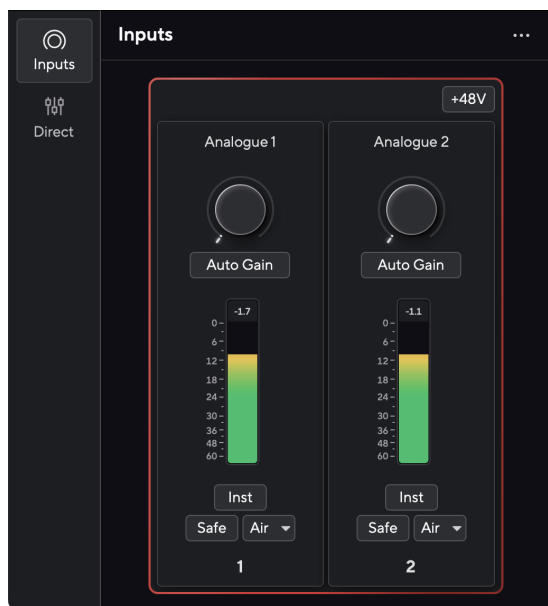 Inputs
Direct
Inputs
...
+48V
Analogue 1
Auto Gain
-1.7
0
6
12
18
24
30
36
48
60
Inst
Safe Air
1
Analogue 2
Auto Gain
-1.1
0
6
12
18
24
30
36
48
60
Inst
Safe Air
2